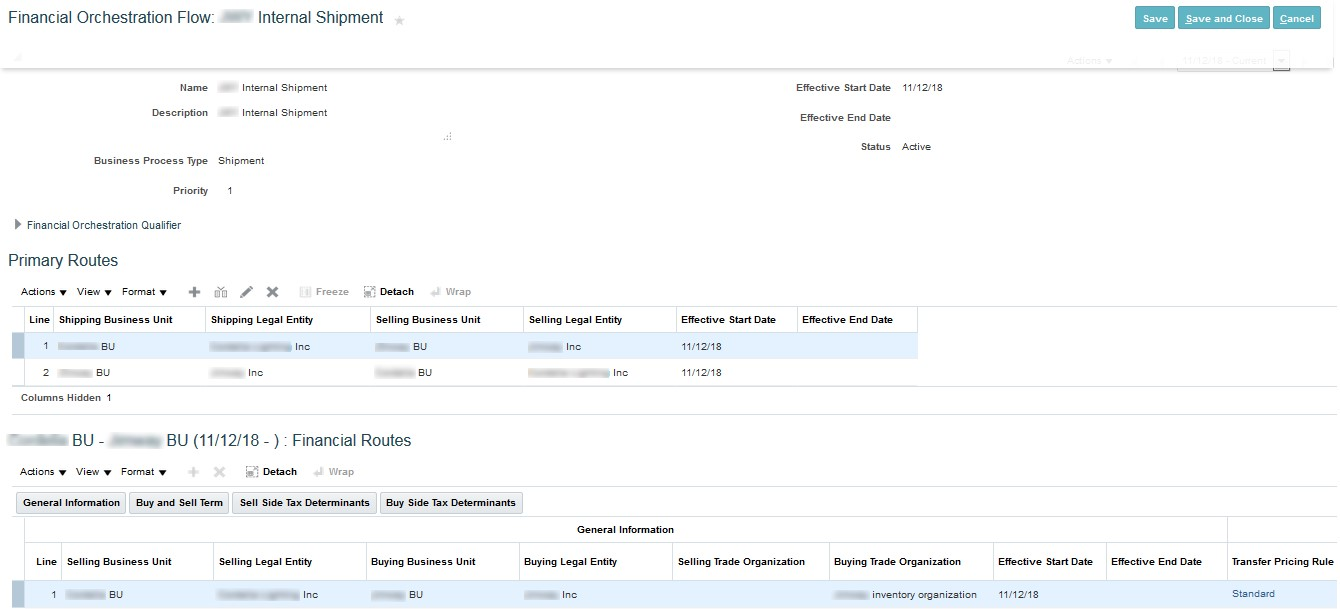 Financial Orchestration Flow: Internal Shipment
Save Save and Close Cancel
Actions 11/12/18 - Current
Name Internal Shipment Effective Start Date 11/12/18
Description Internal Shipment Effective End Date
Status Active
Business Process Type Shipment
Priority 1
Financial Orchestration Qualifier
Primary Routes
Actions View Format Freeze Detach Wrap
Line Shipping Business Unit Shipping Legal Entity Selling Business Unit Selling Legal Entity Effective Start Date Effective End Date
1 BU Inc BU Inc 11/12/18
2 BU Inc BU Inc 11/12/18
Columns Hidden 1
BU - BU (11/12/18 - ) : Financial Routes
Actions View Format Detach Wrap
General Information Buy and Sell Term Sell Side Tax Determinants Buy Side Tax Determinants
General Information
Line Selling Business Unit Selling Legal Entity Buying Business Unit Buying Legal Entity Selling Trade Organization Buying Trade Organization Effective Start Date Effective End Date Transfer Pricing Rule
1 BU Inc BU Inc inventory organization 11/12/18 Standard